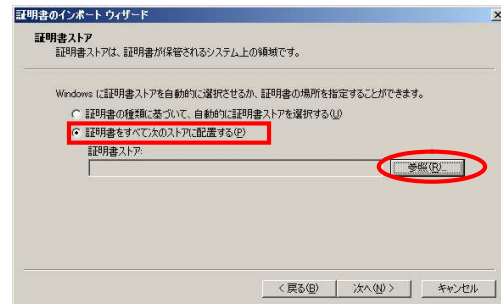 証明書のインポート ウィザード
証明書ストア
証明書ストアは、証明書が保管されるシステム上の領域です。
Windows に証明書ストアを自動的に選択させるか、証明書の場所を指定することができます。
証明書の種類に基づいて、自動的に証明書ストアを選択する(U)
証明書をすべて次のストアに配置する(P)
証明書ストア:
参照(R)...
< 戻る(B)
次へ(N) >
キャンセル